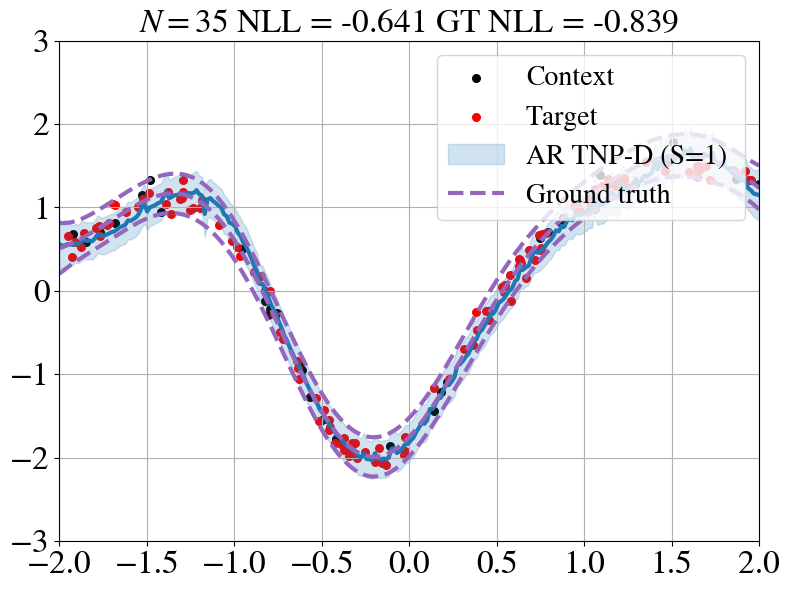 N = 35 NLL = -0.641 GT NLL = -0.839
3
2
1
0
−1
−2
−3
−2.0 −1.5 −1.0 −0.5 0.0 0.5 1.0 1.5 2.0
Context
Target
AR TNP-D (S=1)
Ground truth